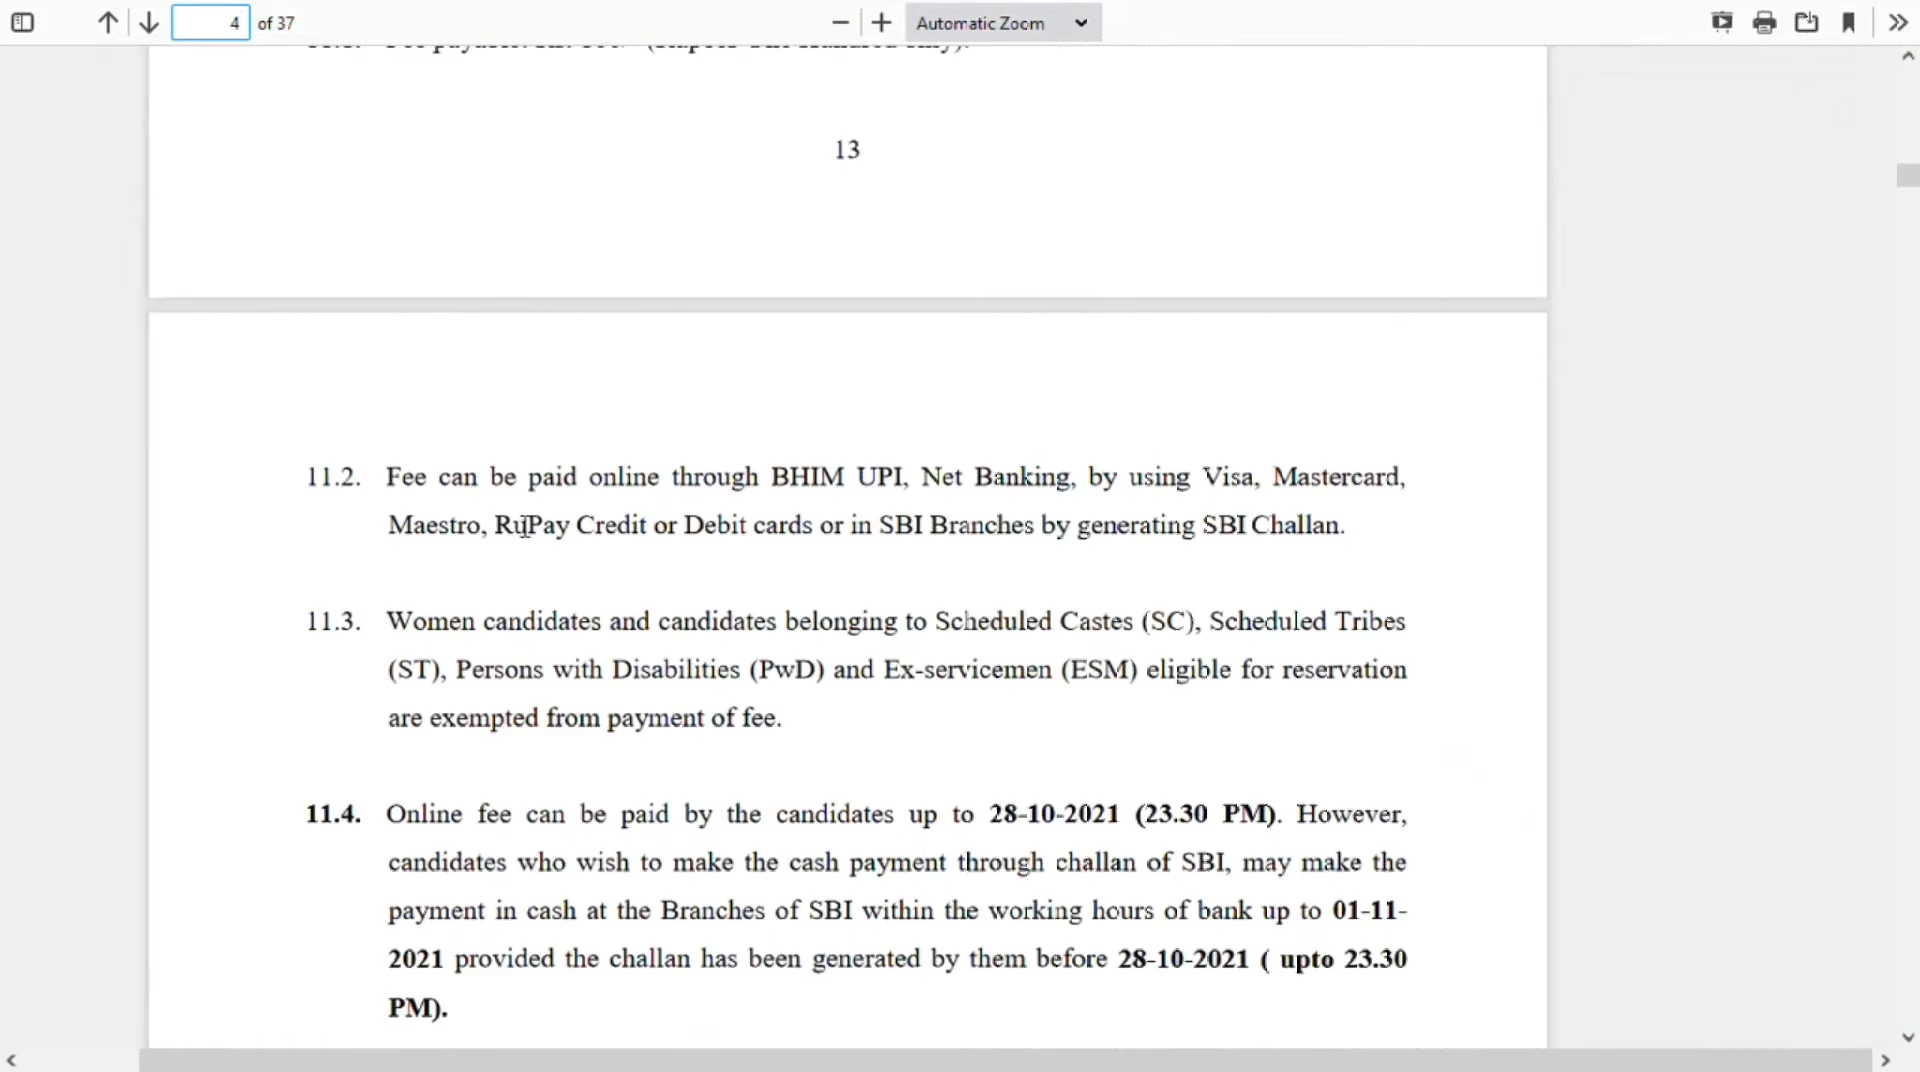 4 of 37
Automatic Zoom
13
11.2. Fee can be paid online through BHIM UPI, Net Banking, by using Visa, Mastercard,
Maestro, RuPay Credit or Debit cards or in SBI Branches by generating SBI Challan.
11.3. Women candidates and candidates belonging to Scheduled Castes (SC), Scheduled Tribes
(ST), Persons with Disabilities (PwD) and Ex-servicemen (ESM) eligible for reservation
are exempted from payment of fee.
11.4. Online fee can be paid by the candidates up to 28-10-2021 (23.30 PM). However,
candidates who wish to make the cash payment through challan of SBI, may make the
payment in cash at the Branches of SBI within the working hours of bank up to 01-11-
2021 provided the challan has been generated by them before 28-10-2021 ( upto 23.30
PM).